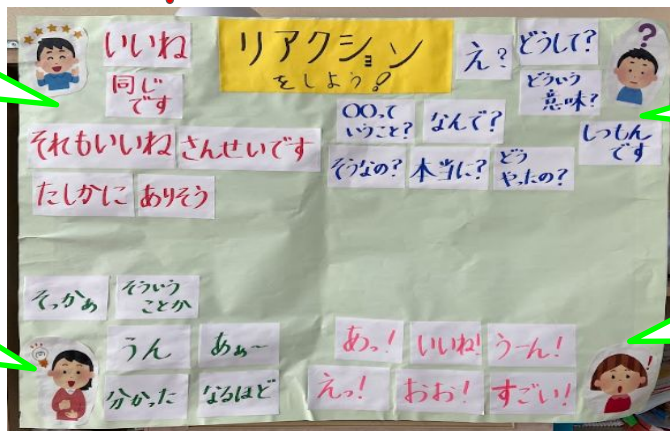 リアクション
をしよう!
いいね
同じ
です
それもいいね
さんせいです
たしかに
ありそう
え?
どうして?
どういう
意味?
〇〇って
いうこと?
なんで?
しつもん
です
そうなの?
本当に?
どう
やったの?
そっかぁ
そういう
ことか
うん
あぁ〜
分かった
なるほど
あっ!
いいね!
うーん!
えっ!
おお!
すごい!
?
!